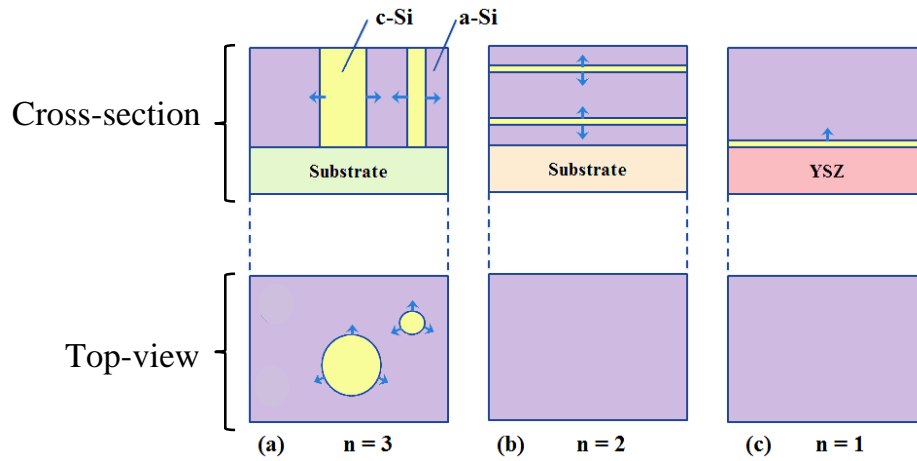 c-Si a-Si
Cross-section
Substrate Substrate YSZ
Top-view
(a) n = 3 (b) n = 2 (c) n = 1